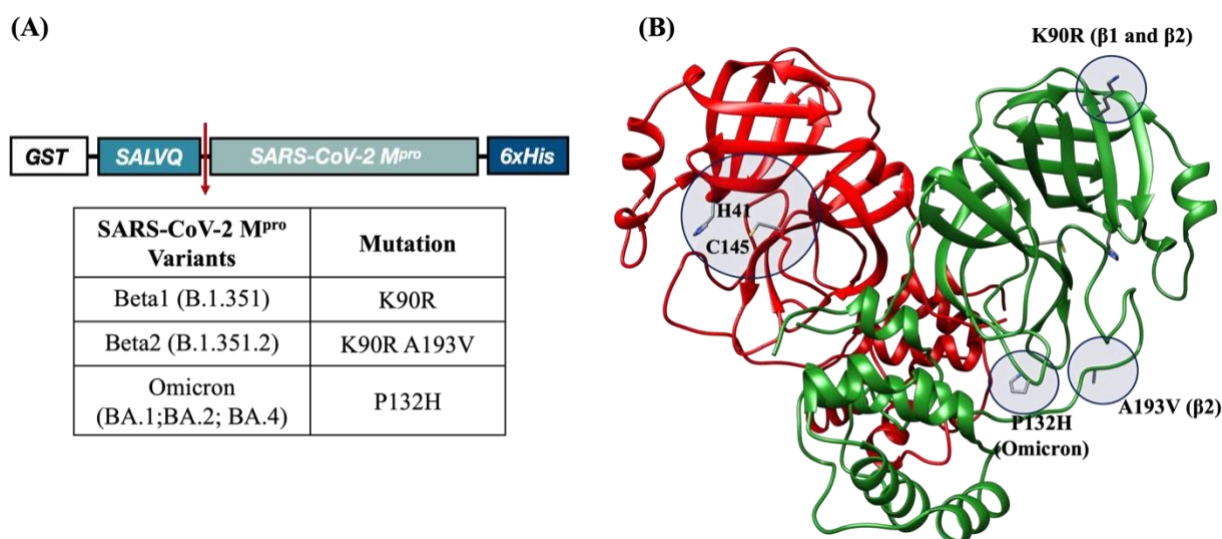 (A)
GST SALVQ SARS-CoV-2 Mᵖʳᵒ 6xHis
SARS-CoV-2 Mᵖʳᵒ Variants
Mutation
Beta1 (B.1.351)
K90R
Beta2 (B.1.351.2)
K90R A193V
Omicron
(BA.1;BA.2; BA.4)
P132H
(B)
K90R (β1 and β2)
H41
C145
P132H
(Omicron)
A193V (β2)